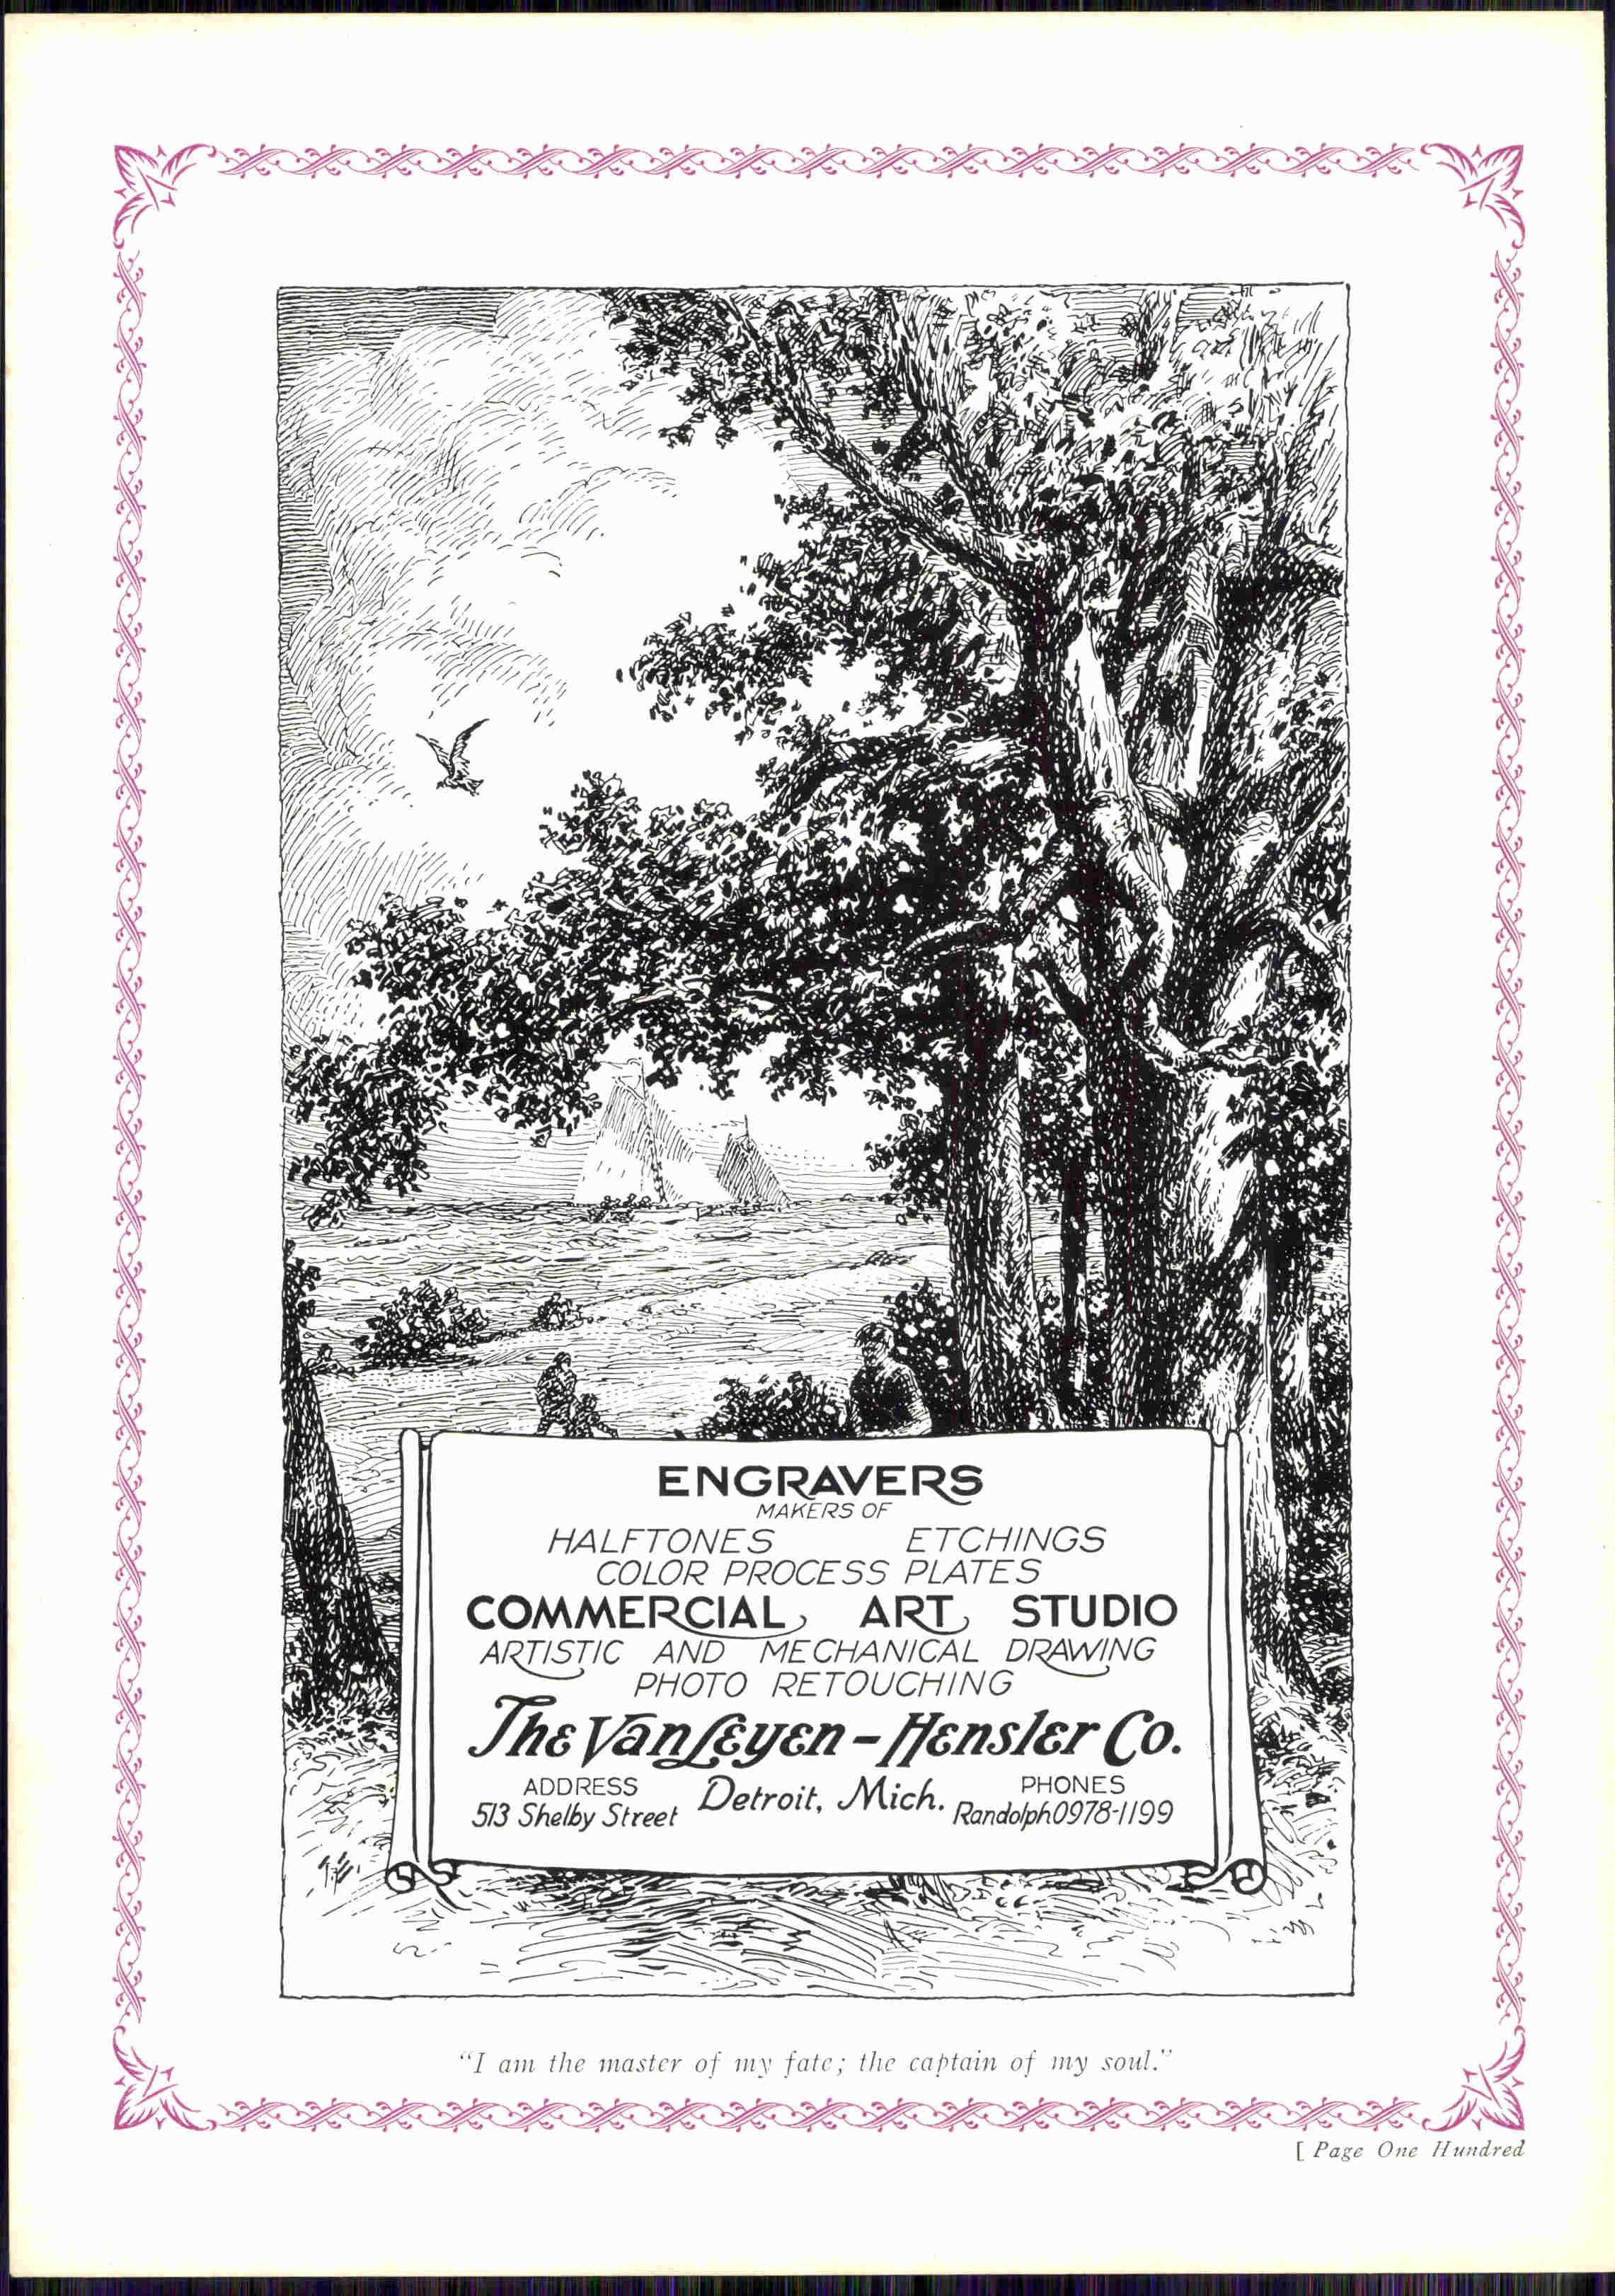 ENGRAVERS
MAKERS OF
HALFTONES ETCHINGS
COLOR PROCESS PLATES
COMMERCIAL ART STUDIO
ARTISTIC AND MECHANICAL DRAWING
PHOTO RETOUCHING
The VanLeyen-Hensler Co.
ADDRESS Detroit, Mich. PHONES
513 Shelby Street Randolph 0978-1199
"I am the master of my fate; the captain of my soul."
[ Page One Hundred